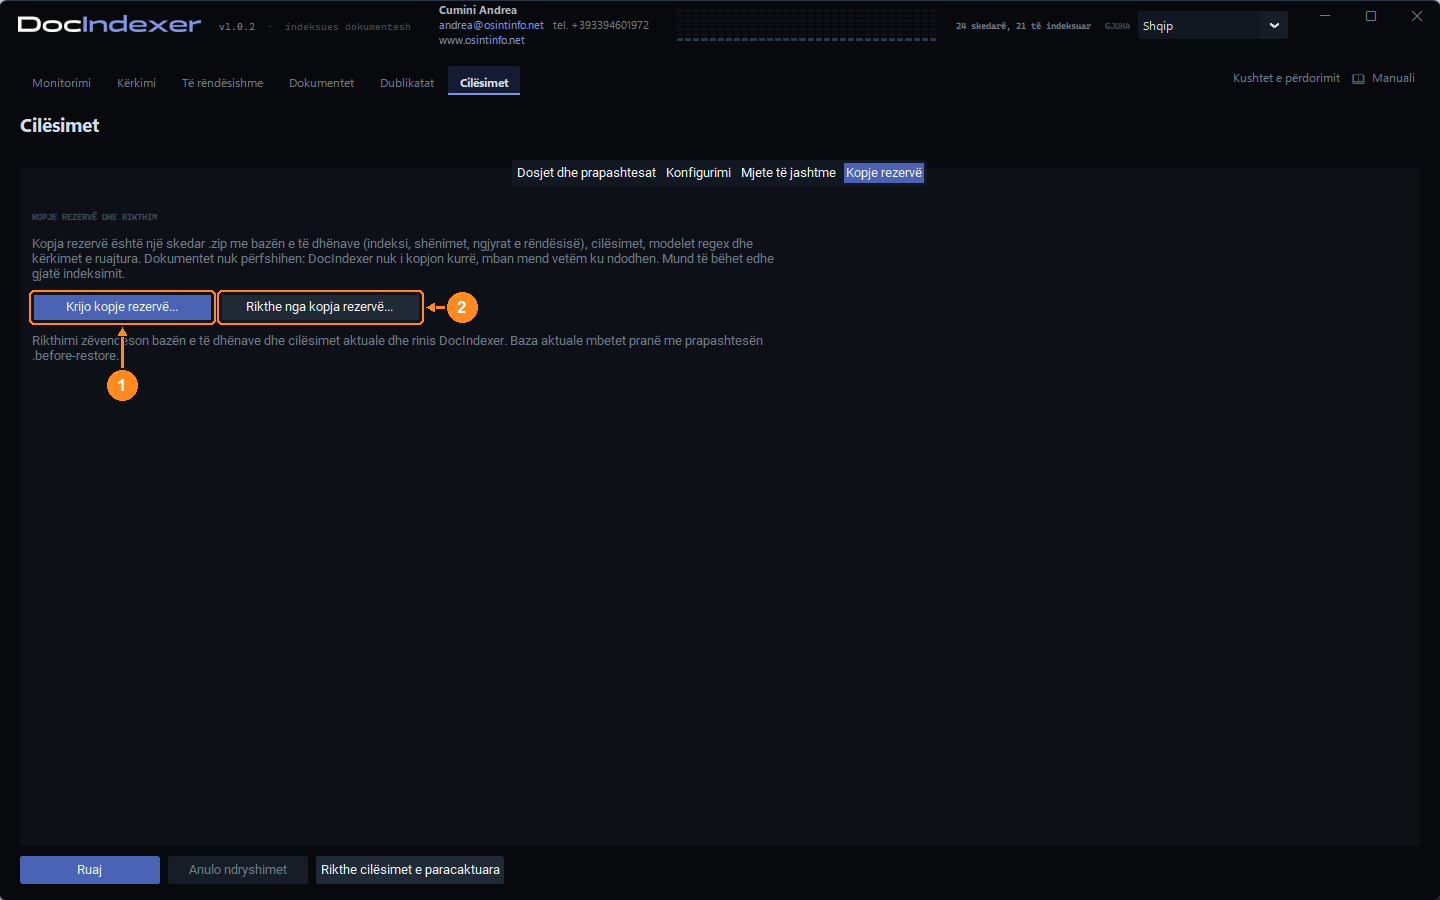 DocIndexer v1.0.2 · indeksues dokumentesh
Cumini Andrea
andrea@osintinfo.net tel. +393394601972
www.osintinfo.net
24 skedarë, 21 të indeksuar GJUHA Shqip
Monitorimi Kërkimi Të rëndësishme Dokumentet Dublikatat Cilësimet
Kushtet e përdorimit Manuali
Cilësimet
Dosjet dhe prapashtesat Konfigurimi Mjete të jashtme Kopje rezervë
KOPJE REZERVË DHE RIKTHIM
Kopja rezervë është një skedar .zip me bazën e të dhënave (indeksi, shënimet, ngjyrat e rëndësisë), cilësimet, modelet regex dhe
kërkimet e ruajtura. Dokumentet nuk përfshihen: DocIndexer nuk i kopjon kurrë, mban mend vetëm ku ndodhen. Mund të bëhet edhe
gjatë indeksimit.
Krijo kopje rezervë... Rikthe nga kopja rezervë... 2
Rikthimi zëvendëson bazën e të dhënave dhe cilësimet aktuale dhe rinis DocIndexer. Baza aktuale mbetet pranë me prapashtesën
.before-restore.
1
Ruaj Anulo ndryshimet Rikthe cilësimet e paracaktuara